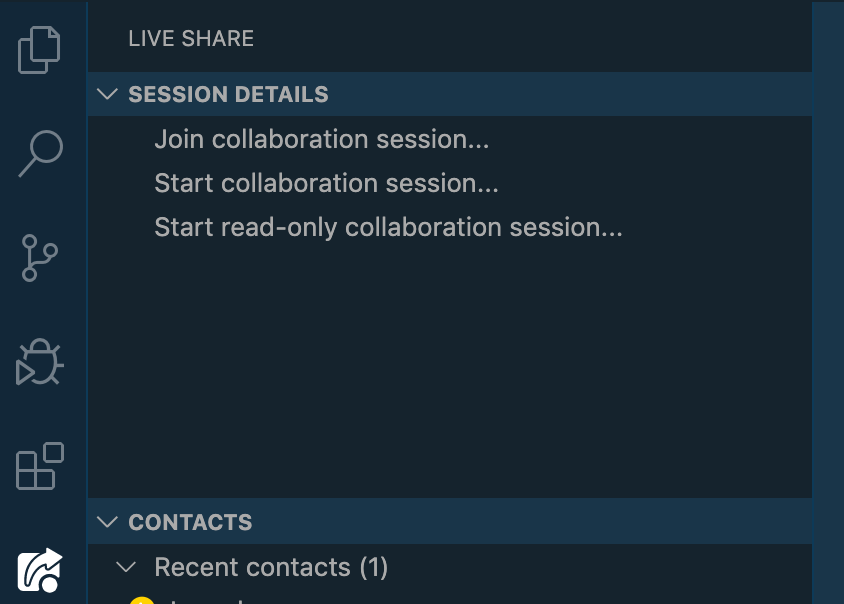 LIVE SHARE
SESSION DETAILS
Join collaboration session...
Start collaboration session...
Start read-only collaboration session...
CONTACTS
Recent contacts (1)